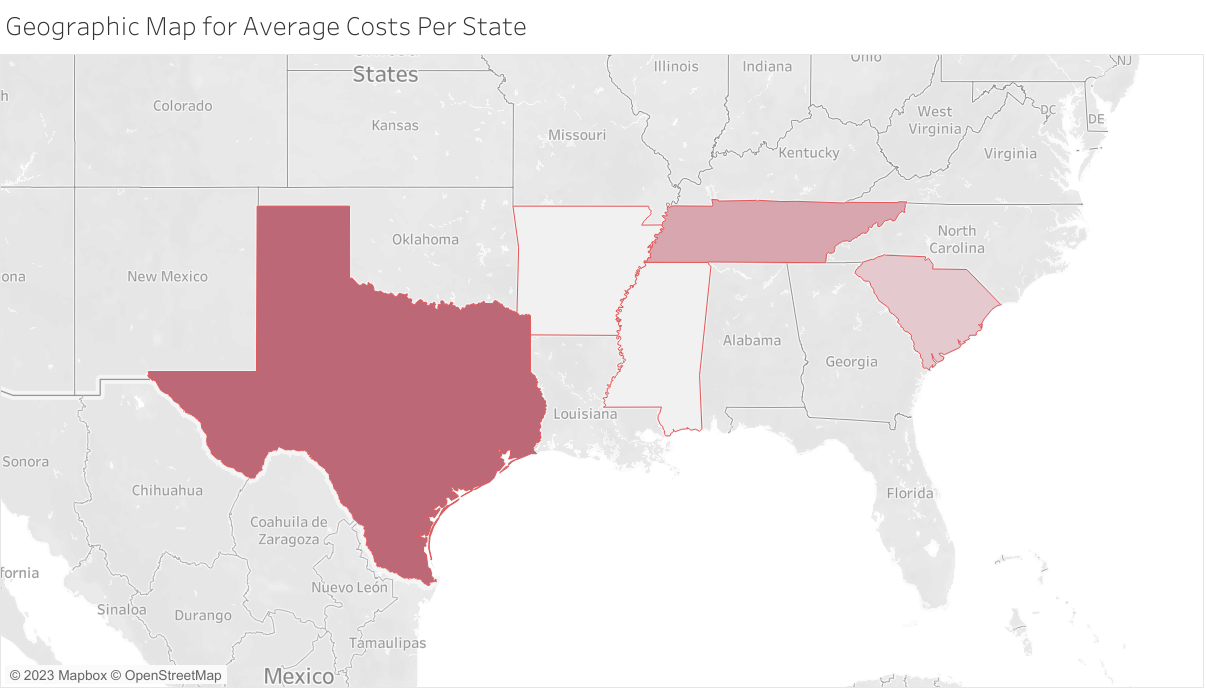 Geographic Map for Average Costs Per State
States
Illinois
Indiana
Ohio
NJ
h
Colorado
Kansas
Missouri
West
Virginia
DC
DE
Kentucky
Virginia
Oklahoma
North
Carolina
ona
New Mexico
Alabama
Georgia
Louisiana
Sonora
Chihuahua
Florida
Coahuila de
Zaragoza
fornia
Nuevo León
Sinaloa
Durango
Tamaulipas
© 2023 Mapbox © OpenStreetMap
Mexico